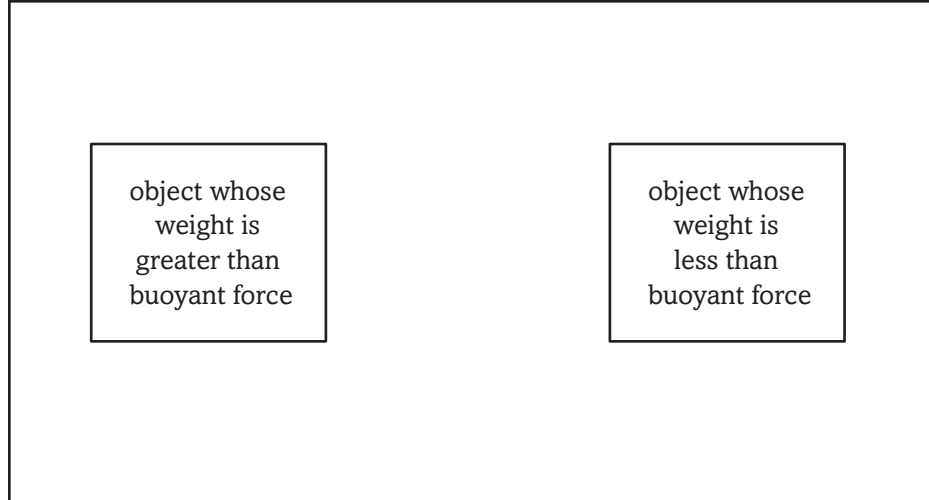 object whose
weight is
greater than
buoyant force
object whose
weight is
less than
buoyant force